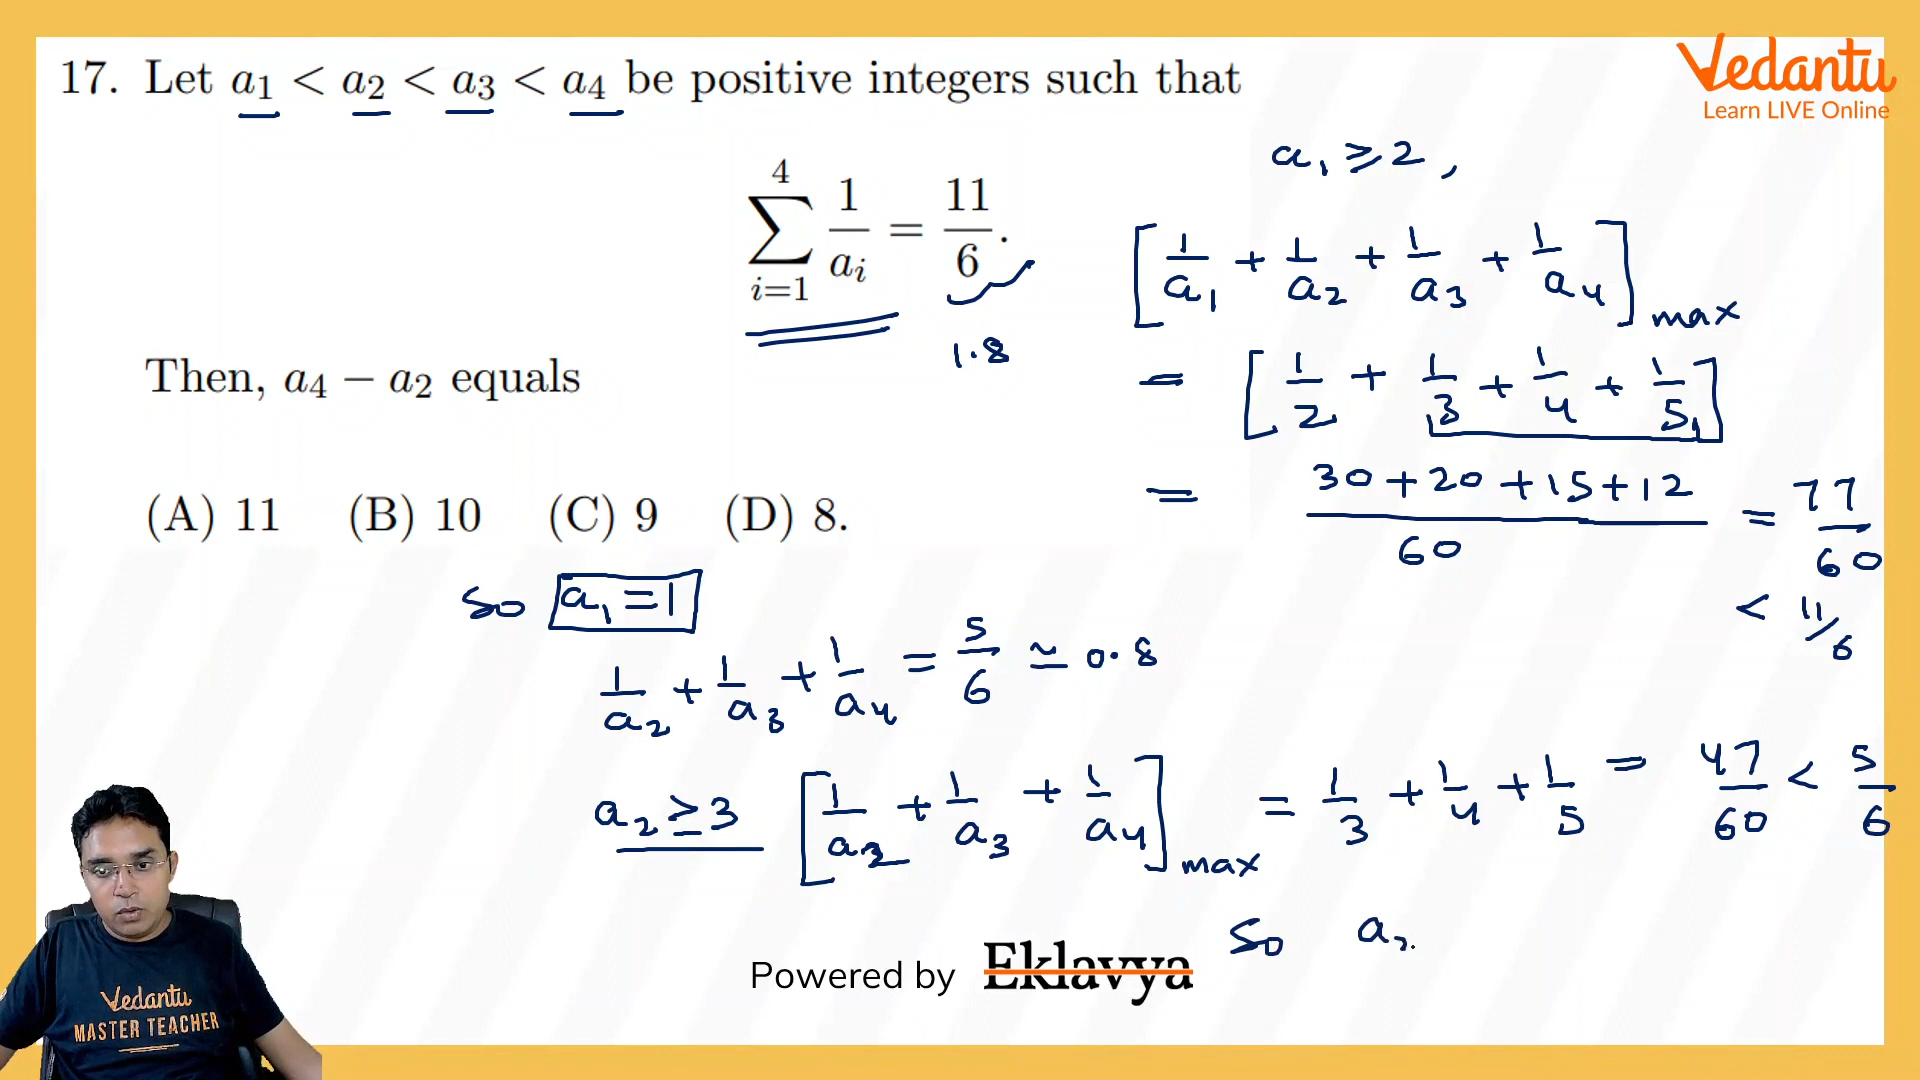 17. Let a1 < a2 < a3 < a4 be positive integers such that
Vedantu
Learn LIVE Online
∑_{i=1}^{4} 1/ai = 11/6.
1.8
a1 ≥ 2,
[1/a1 + 1/a2 + 1/a3 + 1/a4] max
= [1/2 + 1/3 + 1/4 + 1/5]
= (30 + 20 + 15 + 12)/60 = 77/60
< 11/6
Then, a4 − a2 equals
(A) 11 (B) 10 (C) 9 (D) 8.
So a1 = 1
1/a2 + 1/a3 + 1/a4 = 5/6 ≃ 0.8
a2 ≥ 3 [1/a2 + 1/a3 + 1/a4] max = 1/3 + 1/4 + 1/5 = 47/60 < 5/6
So a2.
Powered by Eklavya
Vedantu
MASTER TEACHER